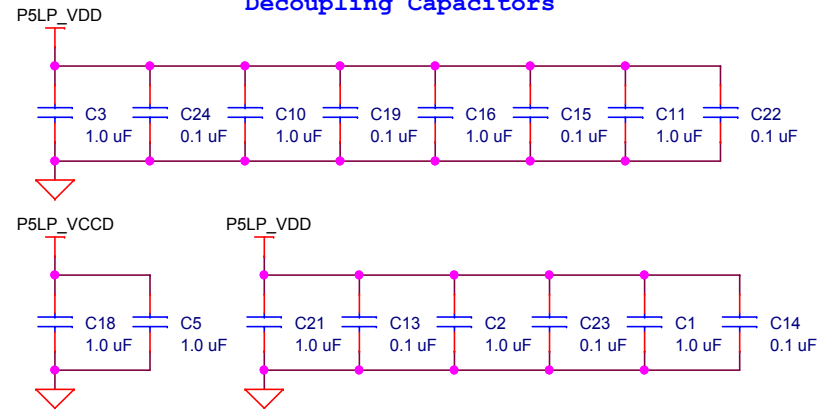 Decoupling Capacitors
P5LP_VDD
C3 C24 C10 C19 C16 C15 C11 C22
1.0 uF 0.1 uF 1.0 uF 0.1 uF 1.0 uF 0.1 uF 1.0 uF 0.1 uF
P5LP_VCCD P5LP_VDD
C18 C5 C21 C13 C2 C23 C1 C14
1.0 uF 1.0 uF 1.0 uF 0.1 uF 1.0 uF 0.1 uF 1.0 uF 0.1 uF